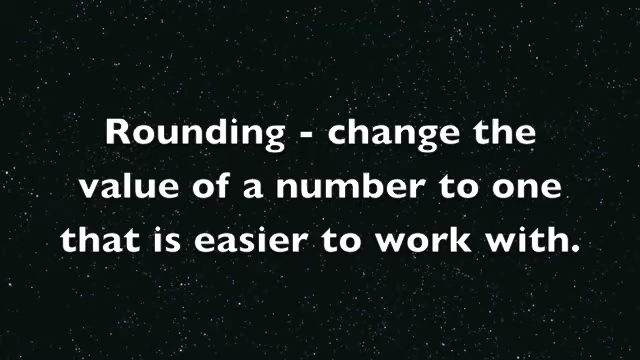 Rounding - change the
value of a number to one
that is easier to work with.